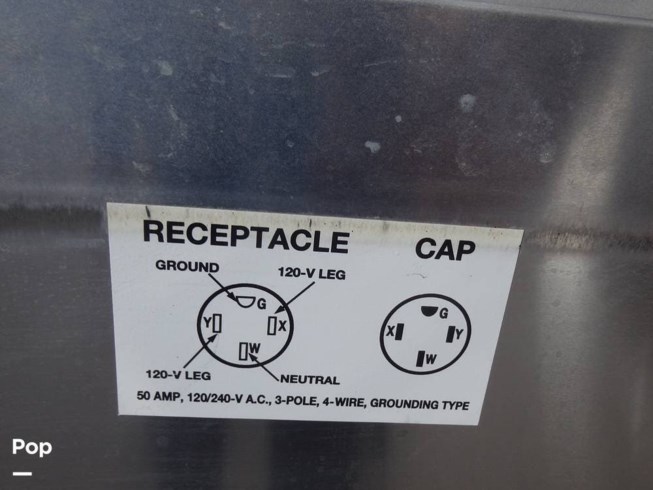 RECEPTACLE CAP
GROUND 120-V LEG
G G
Y X X Y
W W
120-V LEG NEUTRAL
50 AMP, 120/240-V A.C., 3-POLE, 4-WIRE, GROUNDING TYPE
Pop